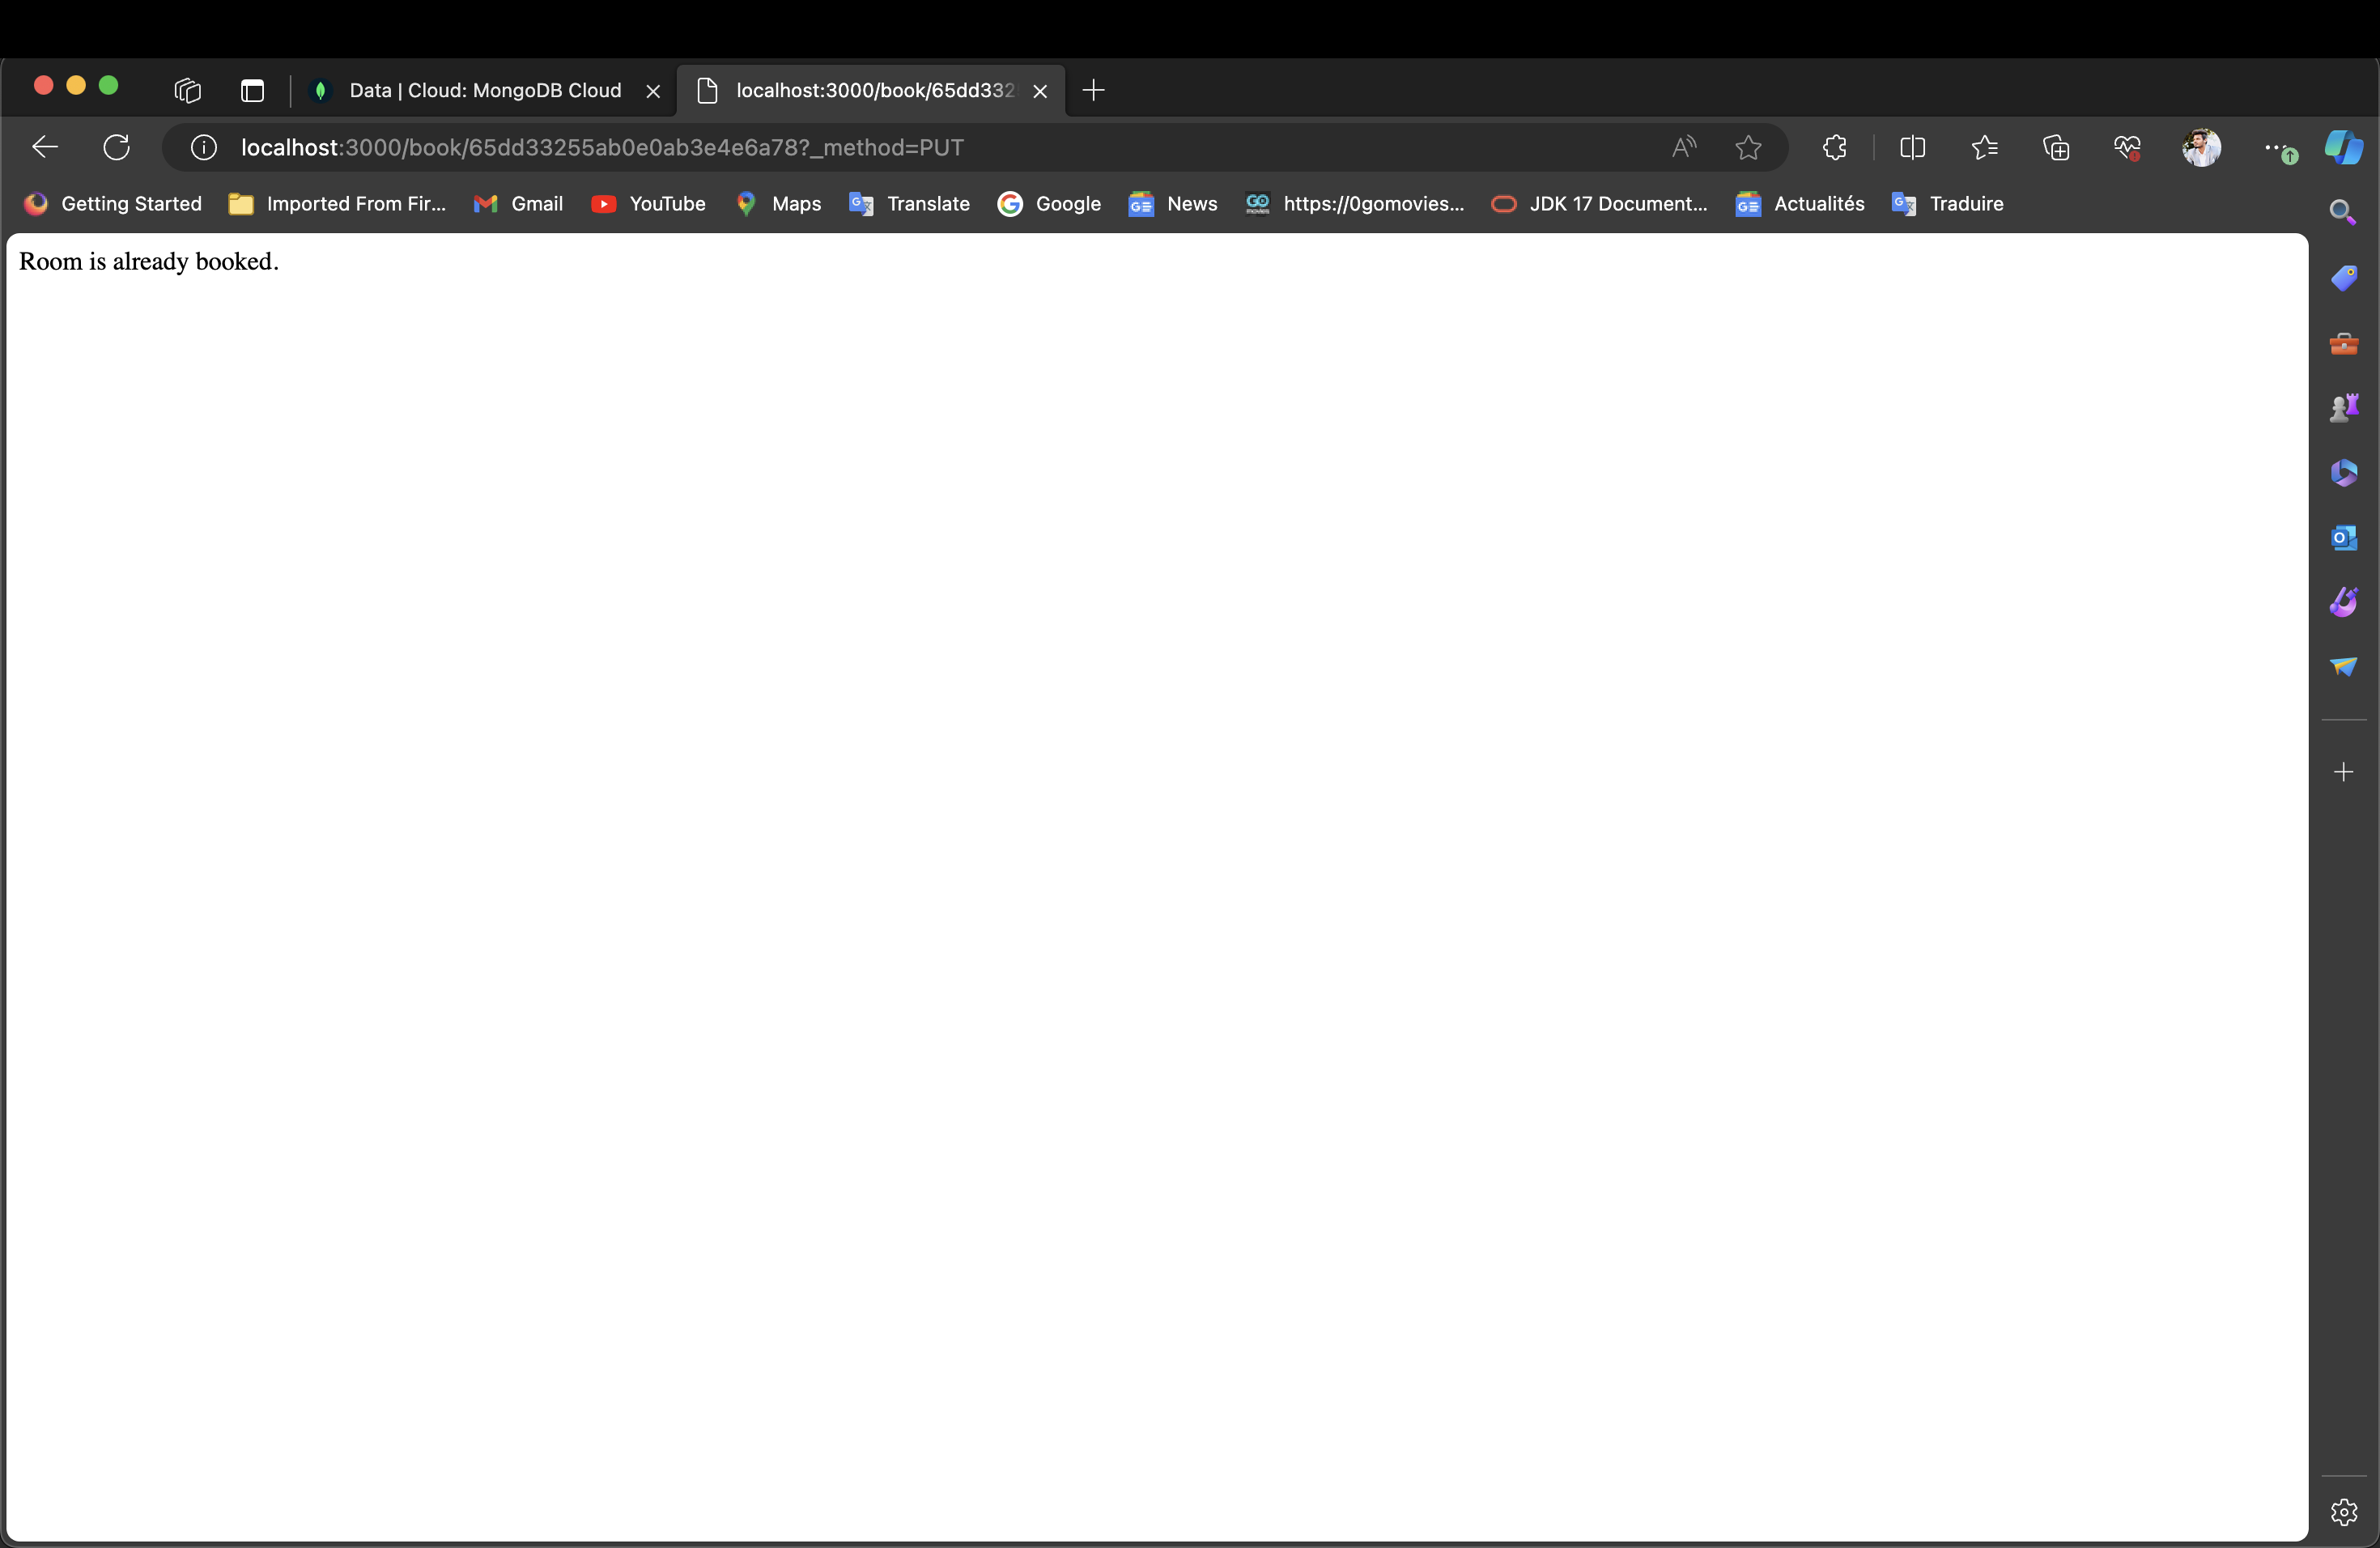 Data | Cloud: MongoDB Cloud
localhost:3000/book/65dd332
localhost:3000/book/65dd33255ab0e0ab3e4e6a78?_method=PUT
Getting Started Imported From Fir... Gmail YouTube Maps Translate Google News https://0gomovies... JDK 17 Document... Actualités Traduire
Room is already booked.